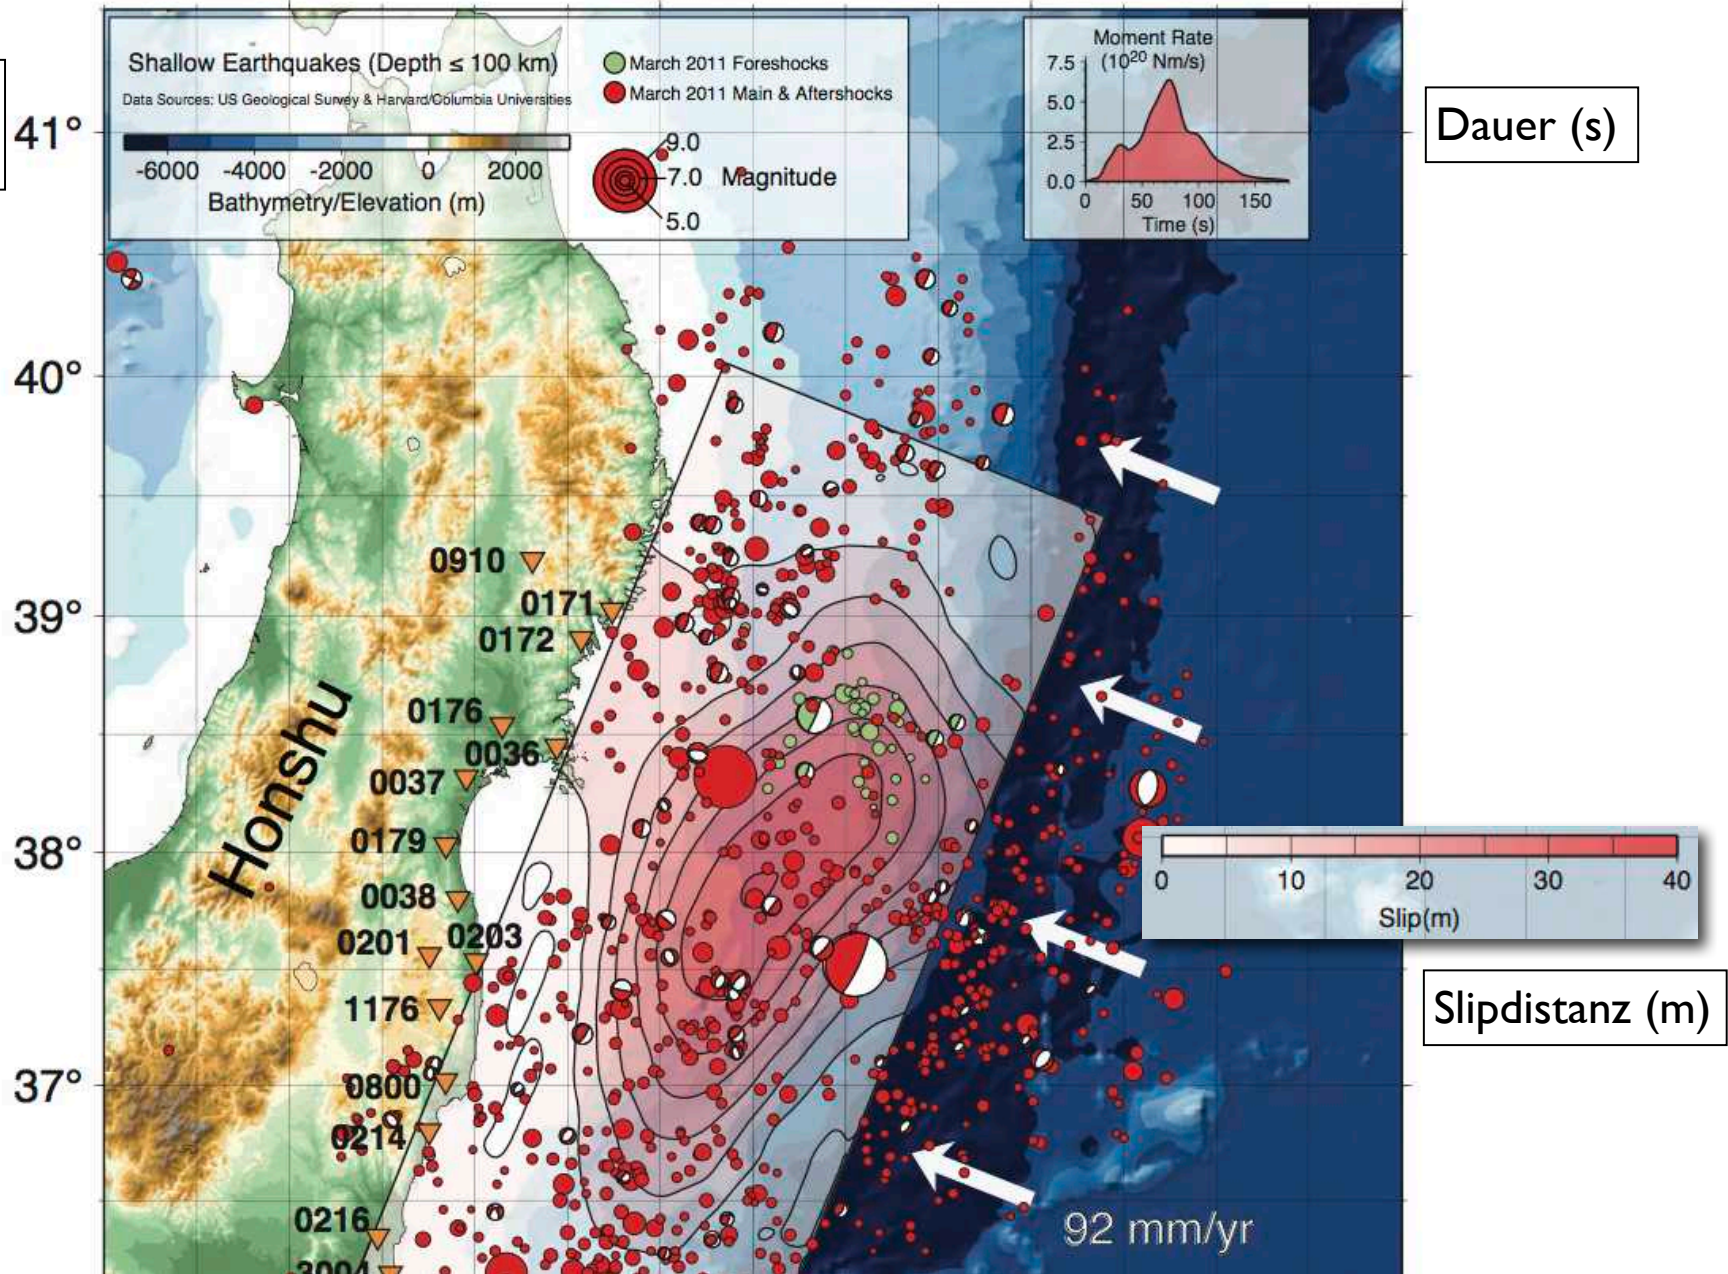 Shallow Earthquakes (Depth ≤ 100 km)
Data Sources: US Geological Survey & Harvard/Columbia Universities
-6000 -4000 -2000 0 2000
Bathymetry/Elevation (m)
March 2011 Foreshocks
March 2011 Main & Aftershocks
9.0
7.0 Magnitude
5.0
Moment Rate
(10²⁰ Nm/s)
7.5
5.0
2.5
0.0
0 50 100 150
Time (s)
Dauer (s)
41°
40°
39°
38°
37°
0910
0171
0172
0176
0036
0037
0179
0038
0201
0203
1176
0800
0214
0216
3004
Honshu
0 10 20 30 40
Slip(m)
Slipdistanz (m)
92 mm/yr